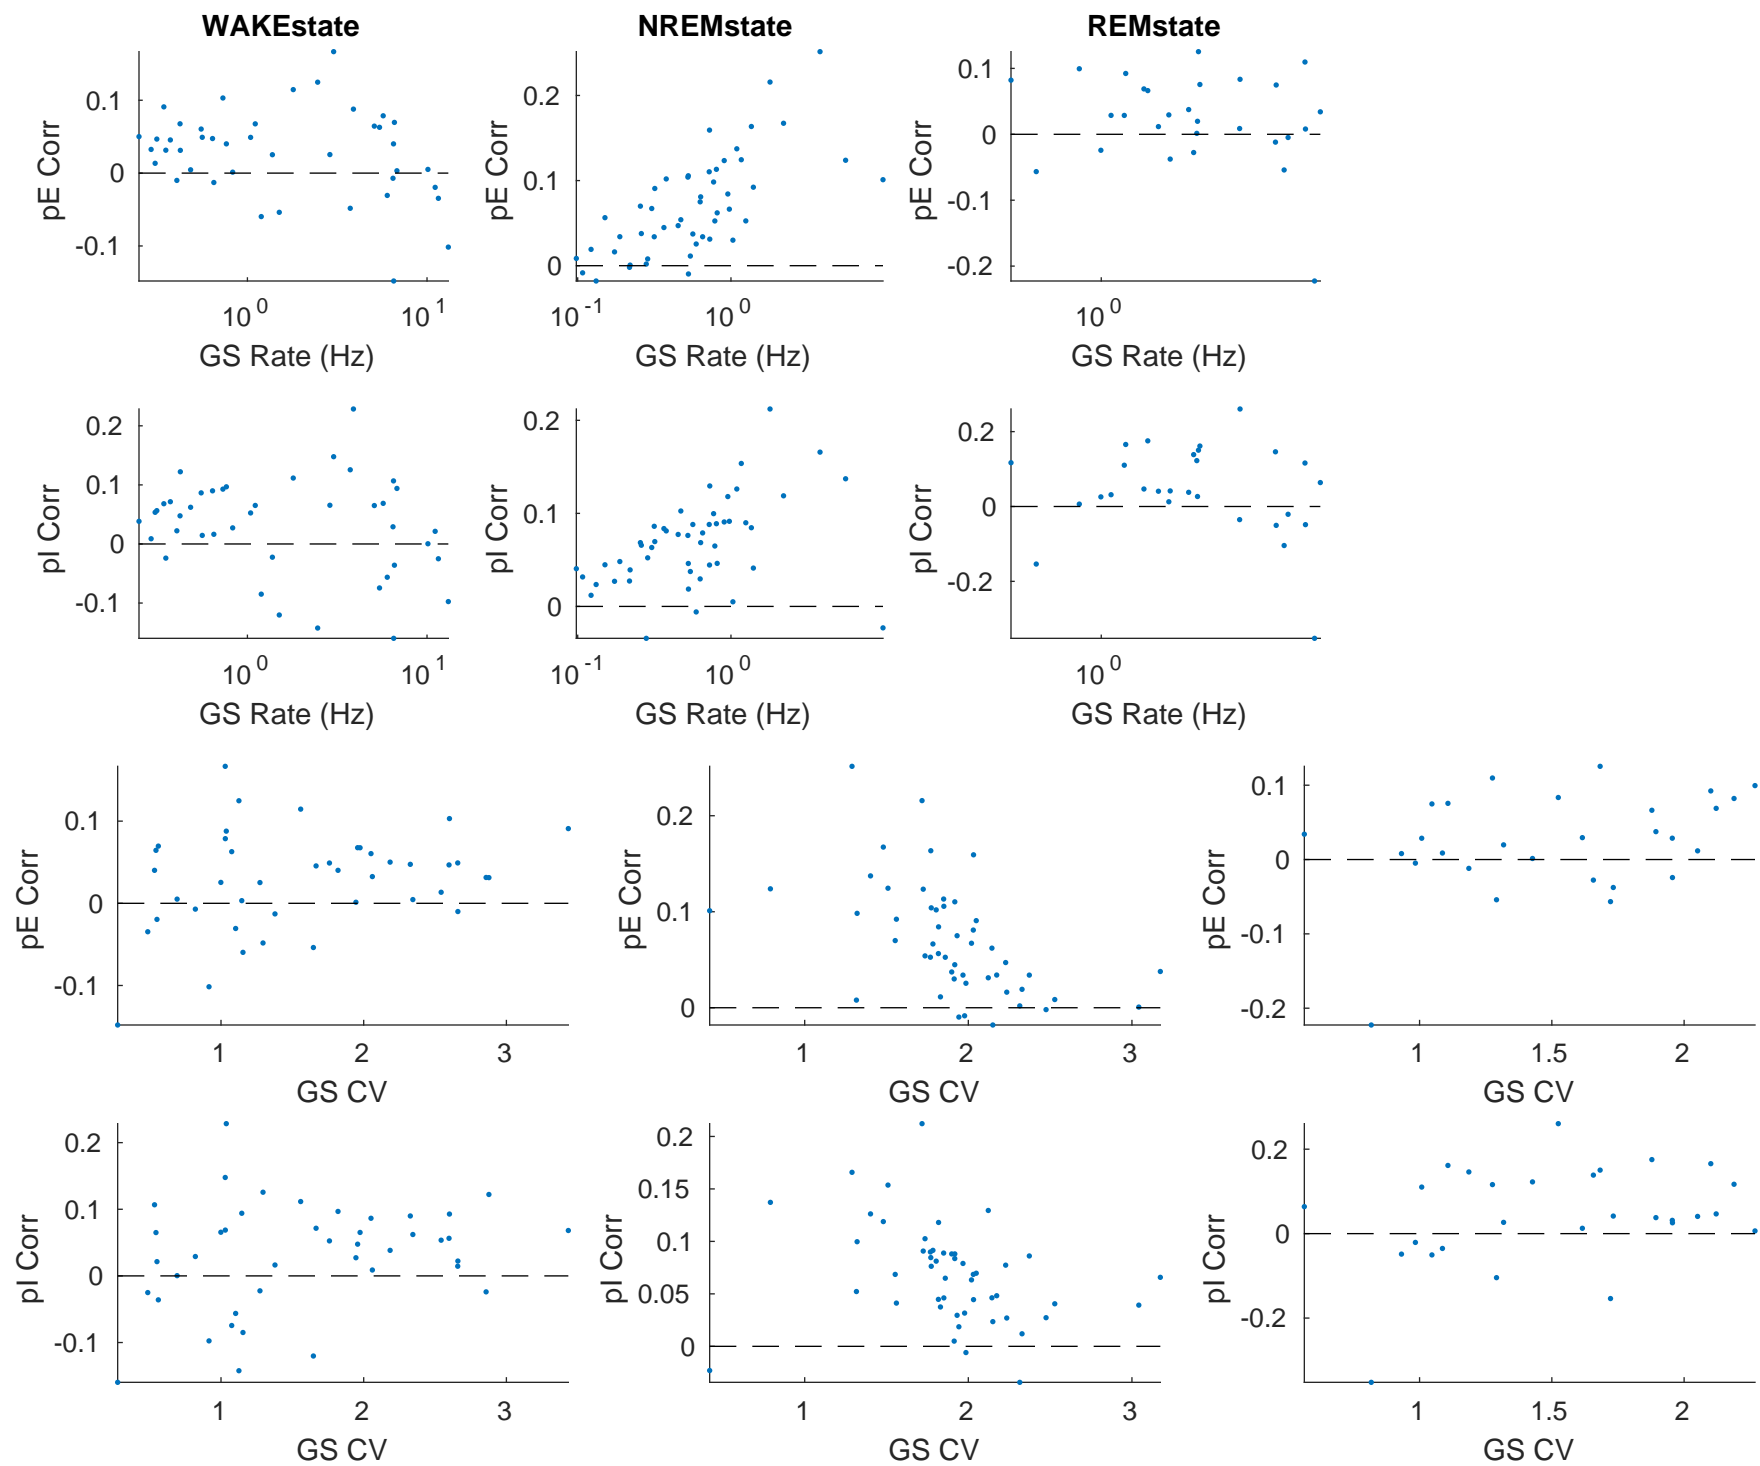 WAKEstate NREMstate REMstate
0.1
0
-0.1
pE Corr
10^0 10^1
GS Rate (Hz)
0.2
0.1
0
pE Corr
10^-1 10^0
GS Rate (Hz)
0.1
0
-0.1
-0.2
pE Corr
10^0
GS Rate (Hz)
0.2
0.1
0
-0.1
pI Corr
10^0 10^1
GS Rate (Hz)
0.2
0.1
0
pI Corr
10^-1 10^0
GS Rate (Hz)
0.2
0
-0.2
pI Corr
10^0
GS Rate (Hz)
0.1
0
-0.1
pE Corr
1 2 3
GS CV
0.2
0.1
0
pE Corr
1 2 3
GS CV
0.1
0
-0.1
-0.2
pE Corr
1 1.5 2
GS CV
0.2
0.1
0
-0.1
pI Corr
1 2 3
GS CV
0.2
0.15
0.1
0.05
0
pI Corr
1 2 3
GS CV
0.2
0
-0.2
pI Corr
1 1.5 2
GS CV